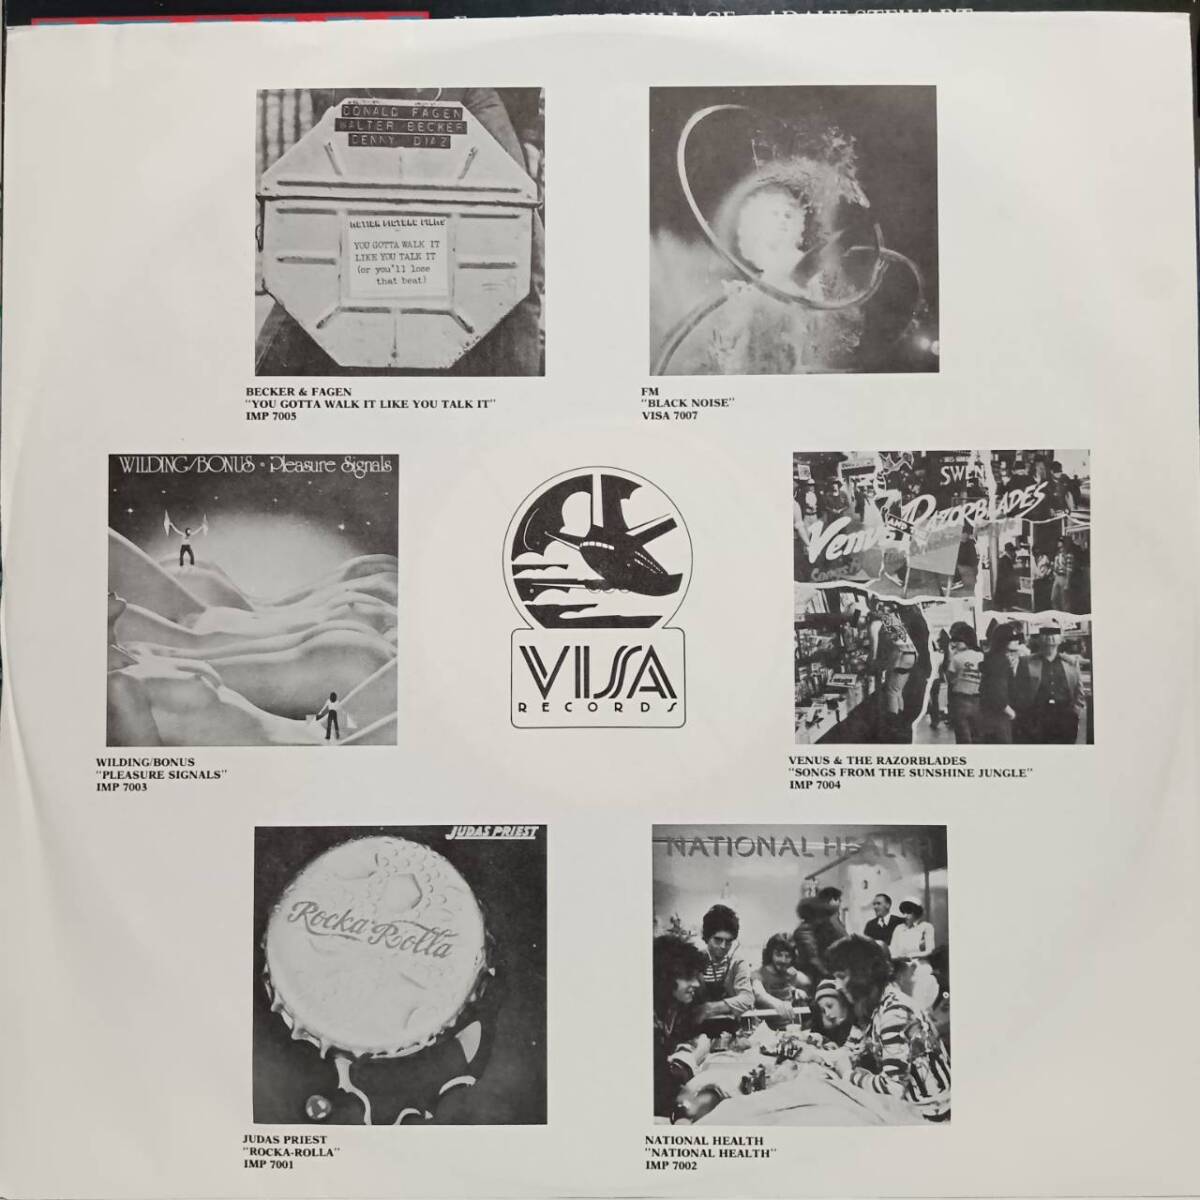 DAVE STEWART
DONALD FAGEN
WALTER BECKER
DENNY DIAZ
YOU GOTTA WALK IT
LIKE YOU TALK IT
(or you'll lose
that beat)
BECKER & FAGEN
"YOU GOTTA WALK IT LIKE YOU TALK IT"
IMP 7005
FM
"BLACK NOISE"
VISA 7007
WILDING/BONUS • Pleasure Signals
SWEN
Venus AND RAZORBLADES
VISA
RECORDS
WILDING/BONUS
"PLEASURE SIGNALS"
IMP 7003
VENUS & THE RAZORBLADES
"SONGS FROM THE SUNSHINE JUNGLE"
IMP 7004
JUDAS PRIEST
Rocka-Rolla
NATIONAL HEALTH
JUDAS PRIEST
"ROCKA-ROLLA"
IMP 7001
NATIONAL HEALTH
"NATIONAL HEALTH"
IMP 7002